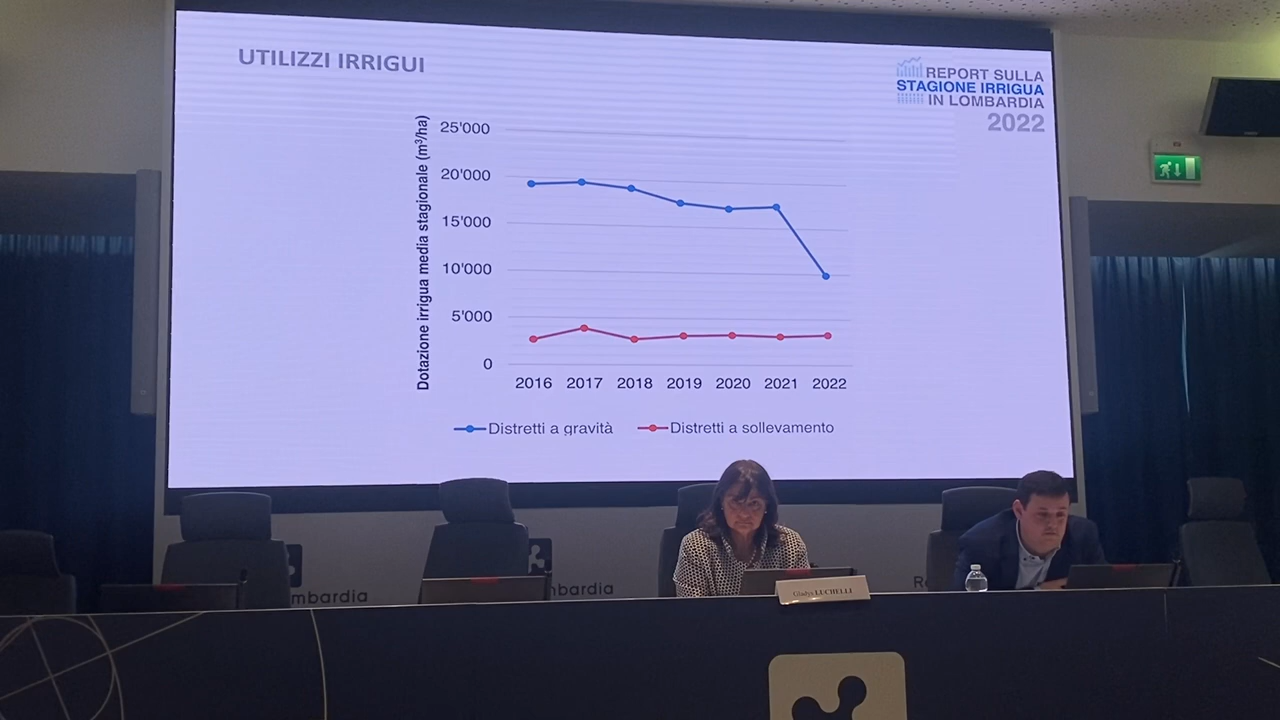 UTILIZZI IRRIGUI
REPORT SULLA
STAGIONE IRRIGUA
IN LOMBARDIA
2022
Dotazione irrigua media stagionale (m³/ha)
25'000
20'000
15'000
10'000
5'000
0
2016 2017 2018 2019 2020 2021 2022
Distretti a gravità Distretti a sollevamento
mbardia
mbardia
Gladys LUCHELLI